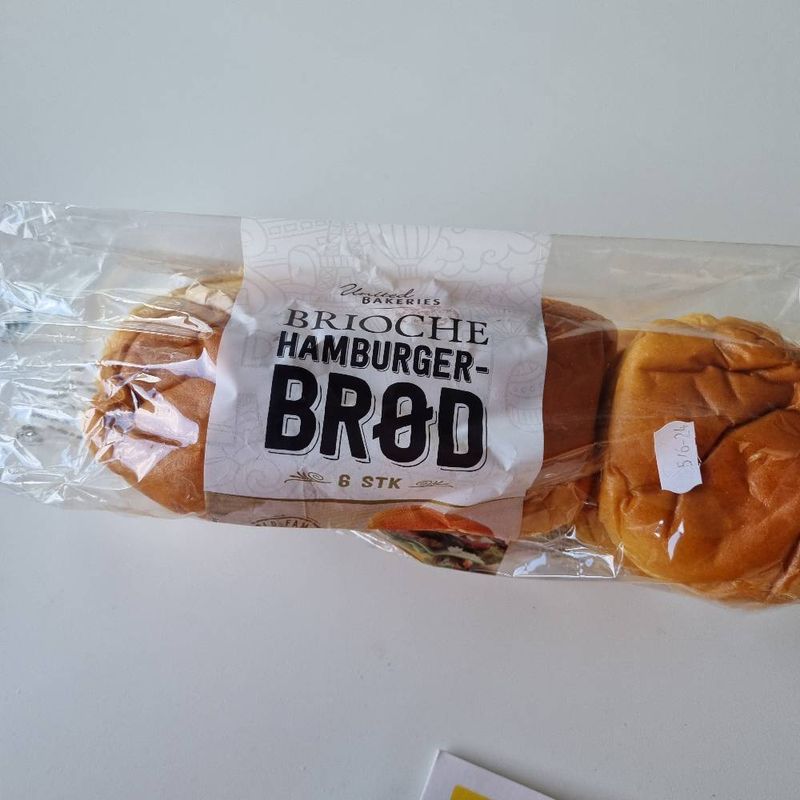 United
BAKERIES
BRIOCHE
HAMBURGER-
BRØD
6 STK
5/6-24